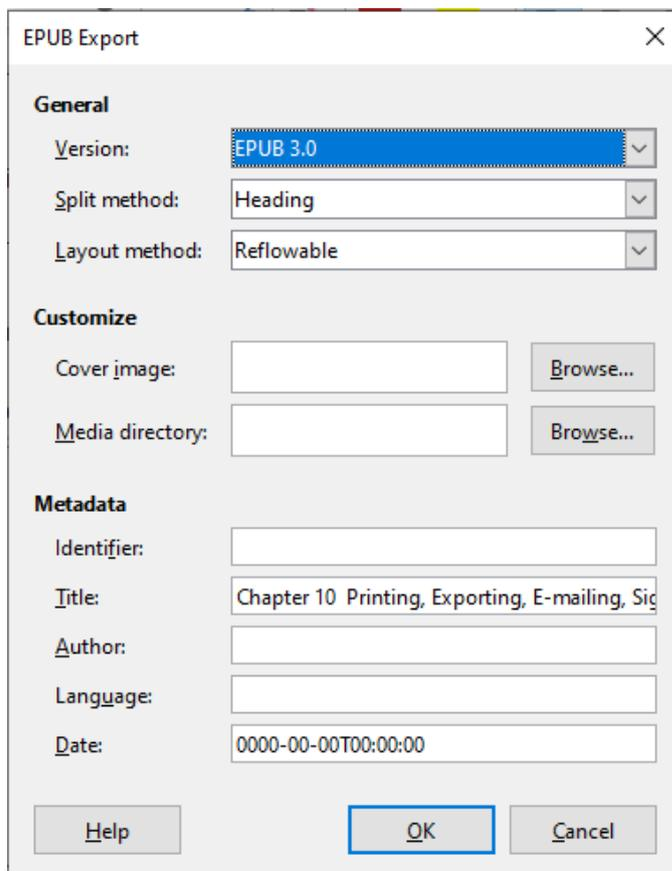 EPUB Export
General
Version: EPUB 3.0
Split method: Heading
Layout method: Reflowable
Customize
Cover image: Browse...
Media directory: Browse...
Metadata
Identifier:
Title: Chapter 10 Printing, Exporting, E-mailing, Sig
Author:
Language:
Date: 0000-00-00T00:00:00
Help OK Cancel